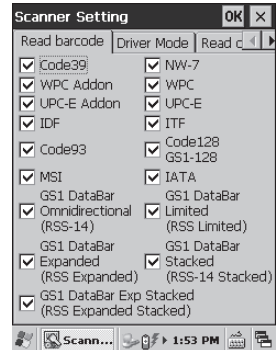 Scanner Setting OK ×
Read barcode Driver Mode Read c
Code39 NW-7
WPC Addon WPC
UPC-E Addon UPC-E
IDF ITF
Code93 Code128
GS1-128
MSI IATA
GS1 DataBar
Omnidirectional
(RSS-14)
GS1 DataBar
Limited
(RSS Limited)
GS1 DataBar
Expanded
(RSS Expanded)
GS1 DataBar
Stacked
(RSS-14 Stacked)
GS1 DataBar Exp Stacked
(RSS Expanded Stacked)
Scann... 1:53 PM